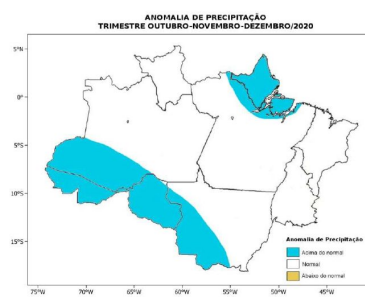 ANOMALIA DE PRECIPITAÇÃO
TRIMESTRE OUTUBRO-NOVEMBRO-DEZEMBRO/2020
5°N
0°
5°S
10°S
15°S
75°W
70°W
65°W
60°W
55°W
50°W
45°W
Anomalia de Precipitação
Acima do normal
Normal
Abaixo do normal